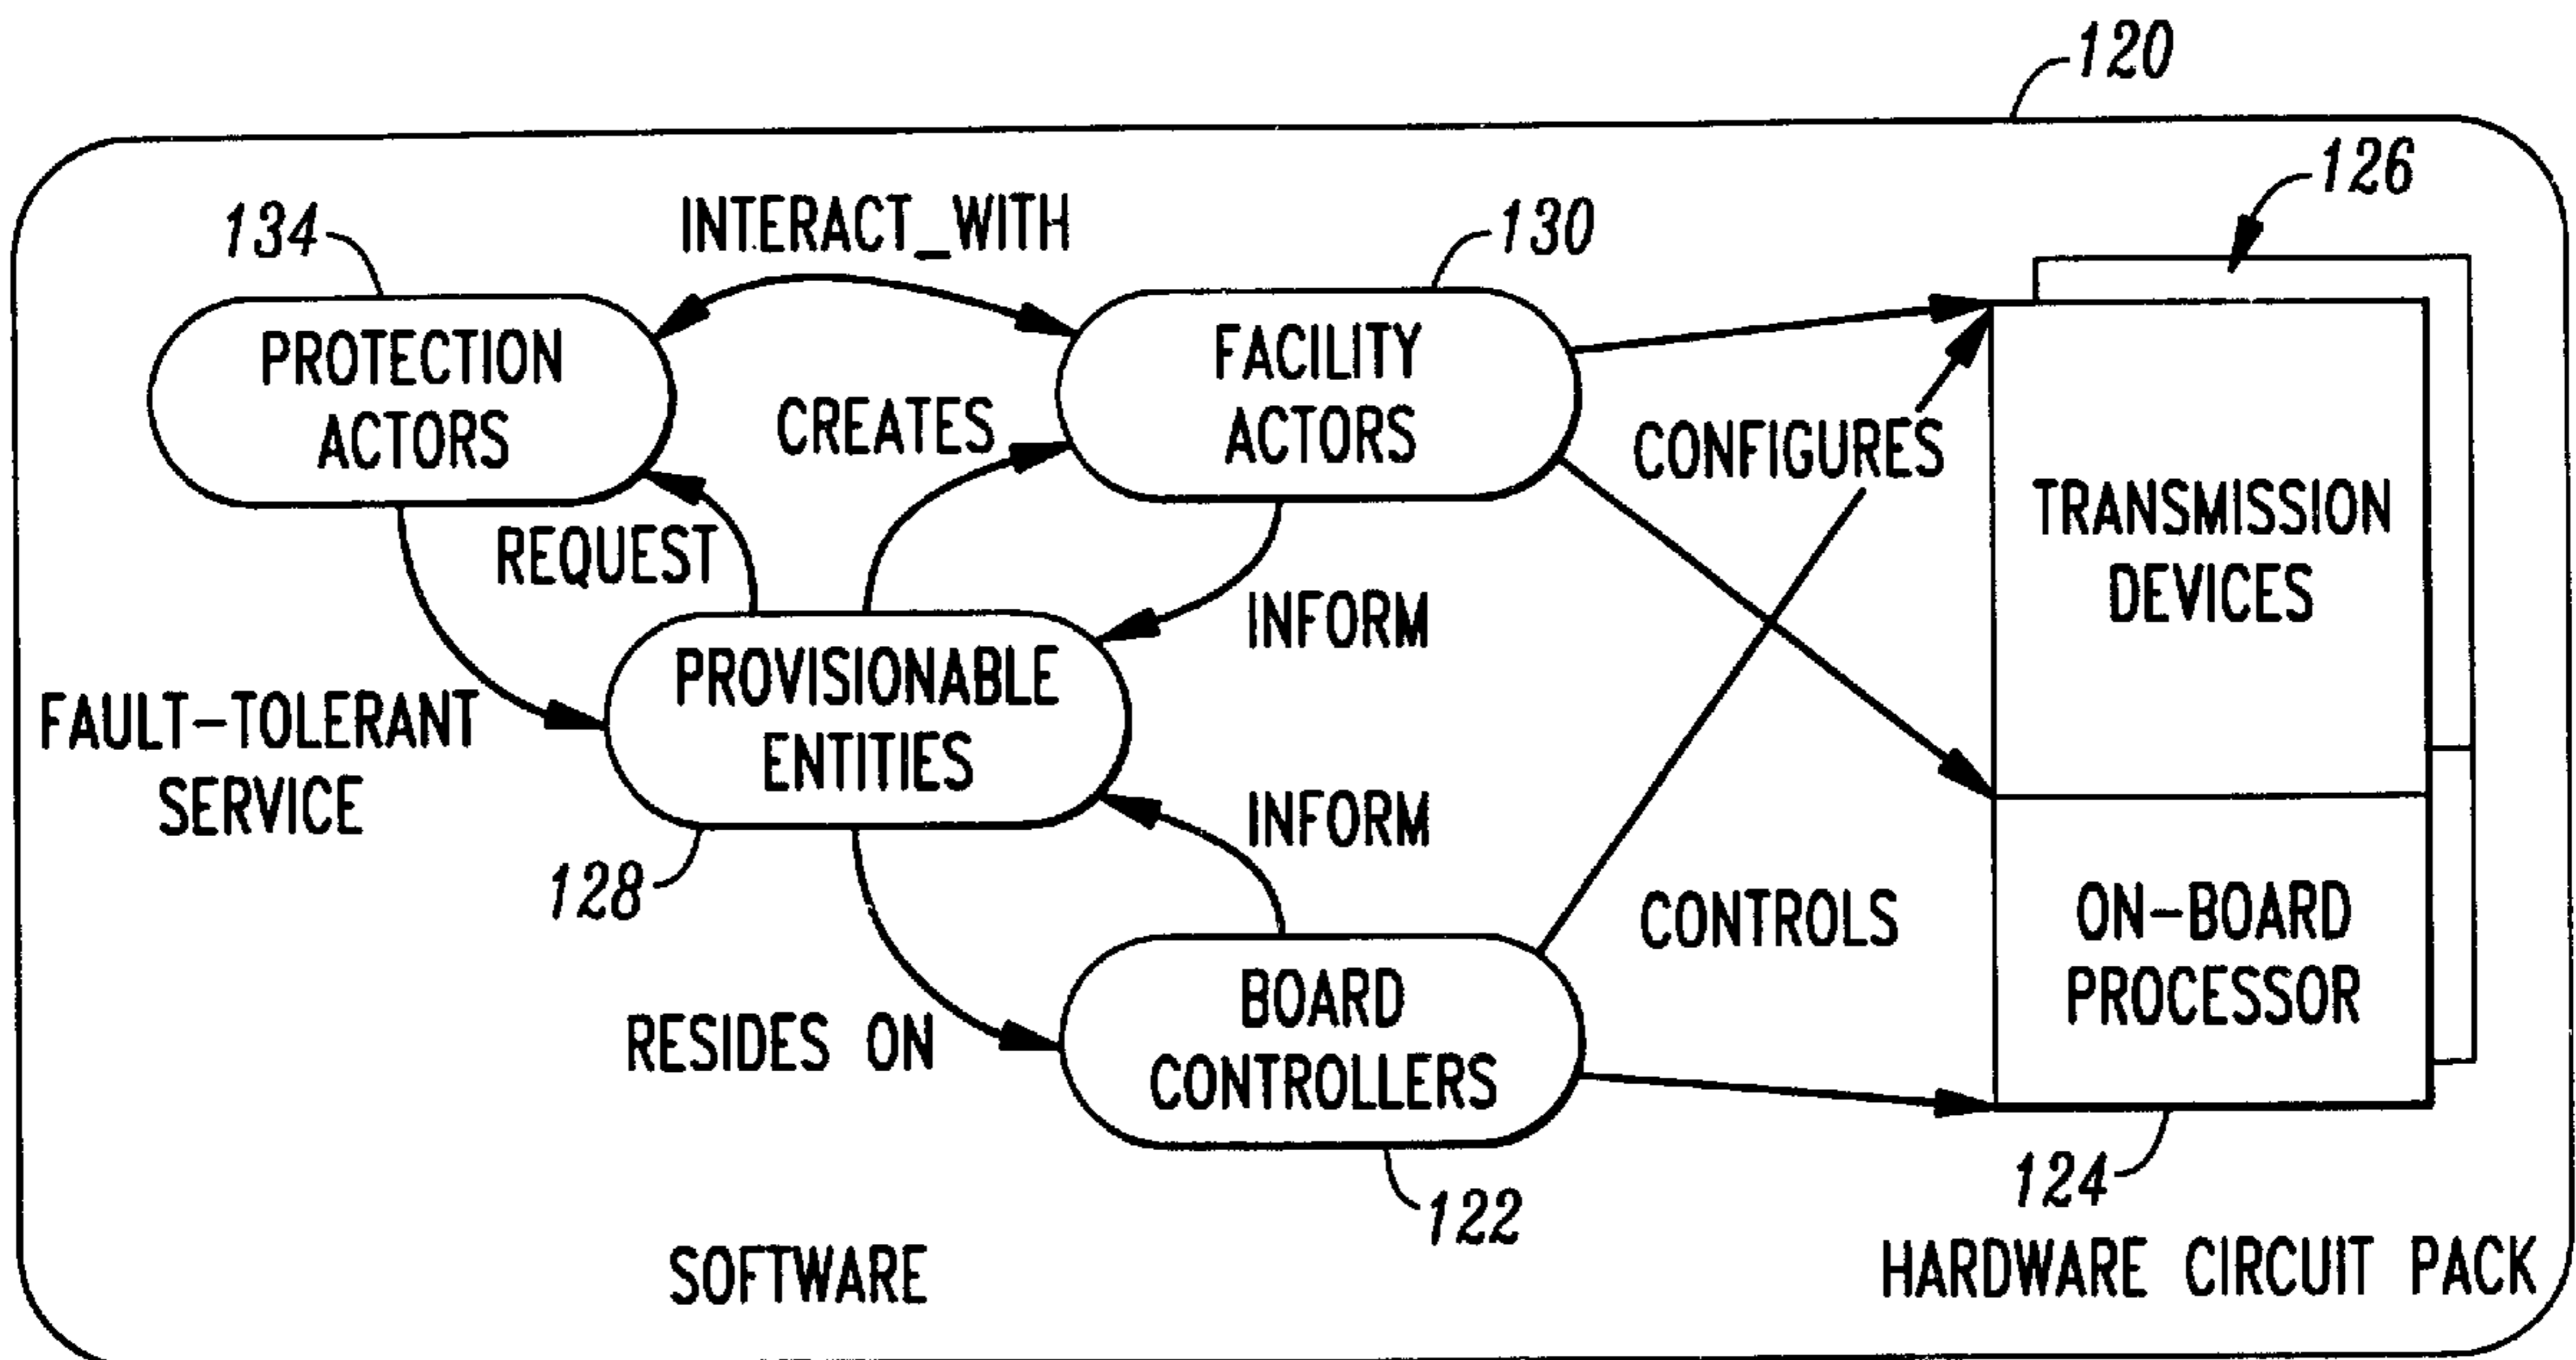 120
126
134
INTERACT_WITH
130
PROTECTION
ACTORS
FACILITY
ACTORS
CREATES
CONFIGURES
TRANSMISSION
DEVICES
REQUEST
INFORM
PROVISIONABLE
ENTITIES
FAULT-TOLERANT
SERVICE
INFORM
128
CONTROLS
ON-BOARD
PROCESSOR
RESIDES ON
BOARD
CONTROLLERS
124
122
SOFTWARE
HARDWARE CIRCUIT PACK